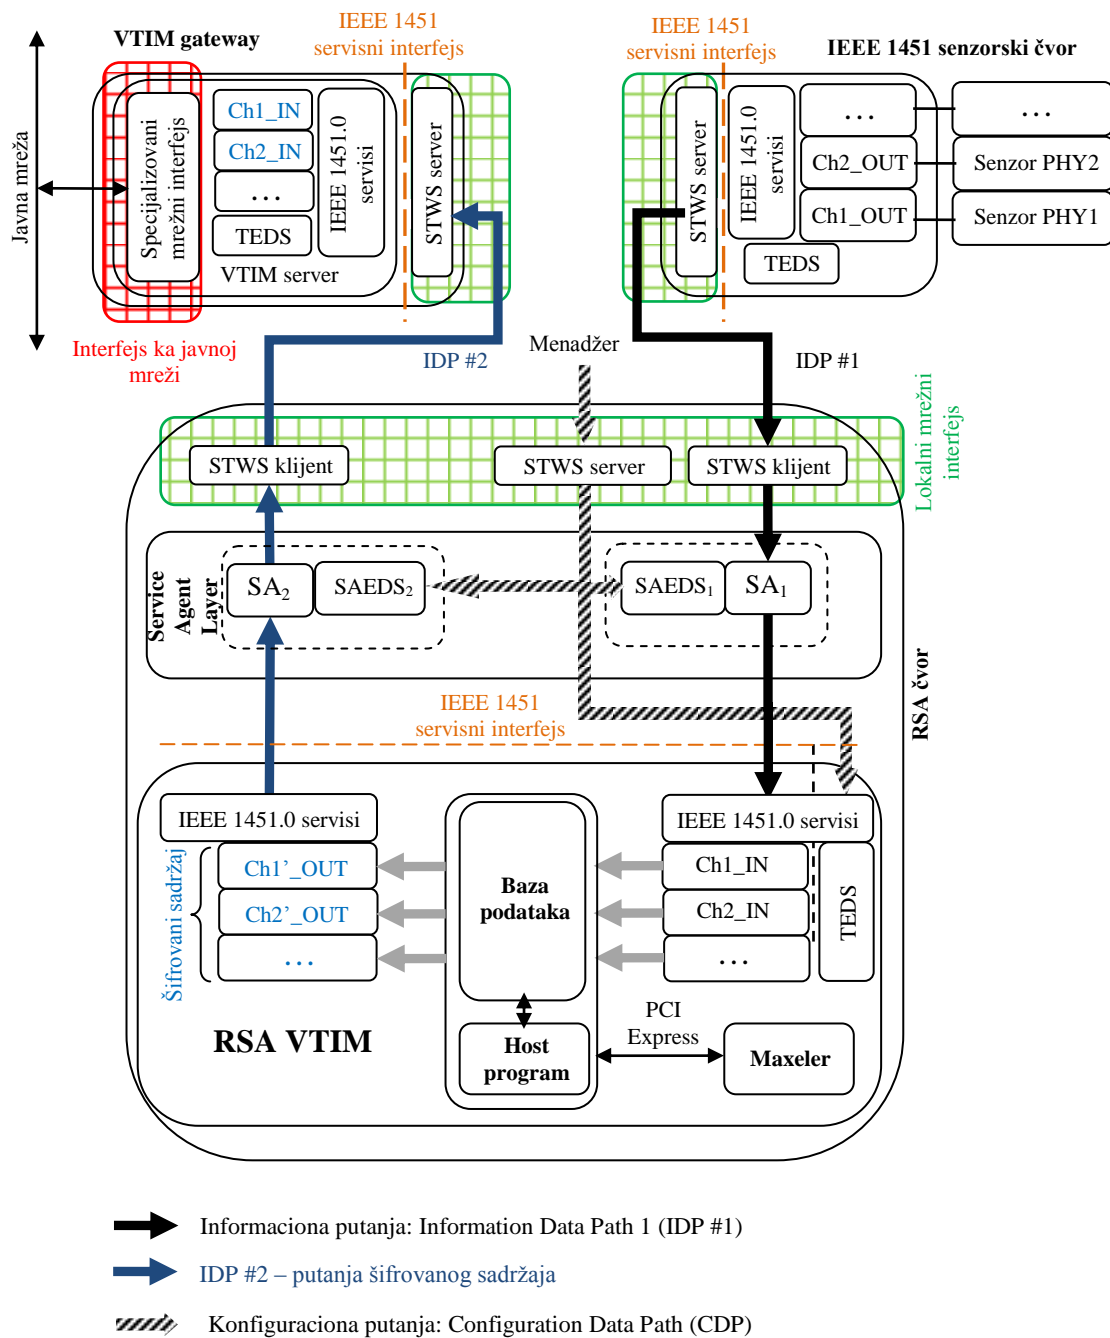 VTIM gateway
IEEE 1451
servisni interfejs
IEEE 1451
servisni interfejs
IEEE 1451 senzorski čvor
Javna mreža
Specijalizovani
mrežni interfejs
Ch1_IN
Ch2_IN
...
TEDS
IEEE 1451.0
servisi
VTIM server
STWS server
STWS server
IEEE 1451.0
servisi
...
Ch2_OUT
Ch1_OUT
TEDS
...
Senzor PHY2
Senzor PHY1
Interfejs ka javnoj
mreži
IDP #2
Menadžer
IDP #1
Lokalni mrežni
interfejs
STWS klijent
STWS server
STWS klijent
Service
Agent
Layer
SA2
SAEDS2
SAEDS1
SA1
RSA čvor
IEEE 1451
servisni interfejs
IEEE 1451.0 servisi
IEEE 1451.0 servisi
Šifrovani sadržaj
Ch1’_OUT
Ch2’_OUT
...
Baza
podataka
Ch1_IN
Ch2_IN
...
TEDS
RSA VTIM
Host
program
PCI
Express
Maxeler
Informaciona putanja: Information Data Path 1 (IDP #1)
IDP #2 – putanja šifrovanog sadržaja
Konfiguraciona putanja: Configuration Data Path (CDP)